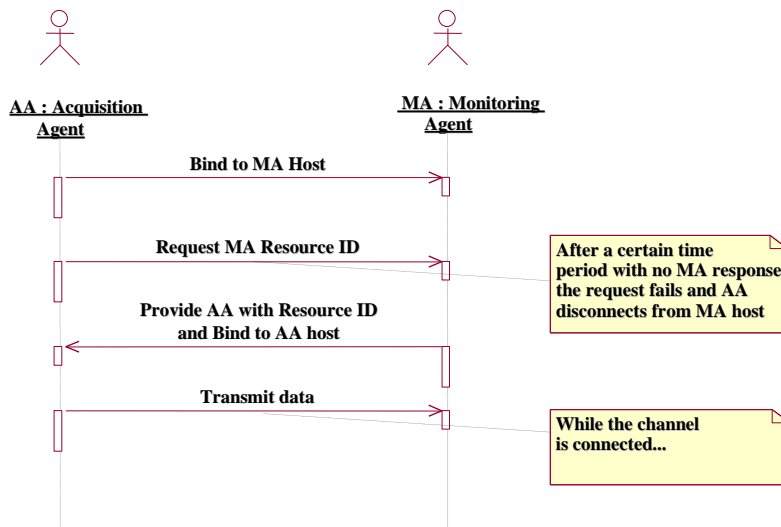 AA : Acquisition
Agent
MA : Monitoring
Agent
Bind to MA Host
Request MA Resource ID
After a certain time
period with no MA response
the request fails and AA
disconnects from MA host
Provide AA with Resource ID
and Bind to AA host
Transmit data
While the channel
is connected...